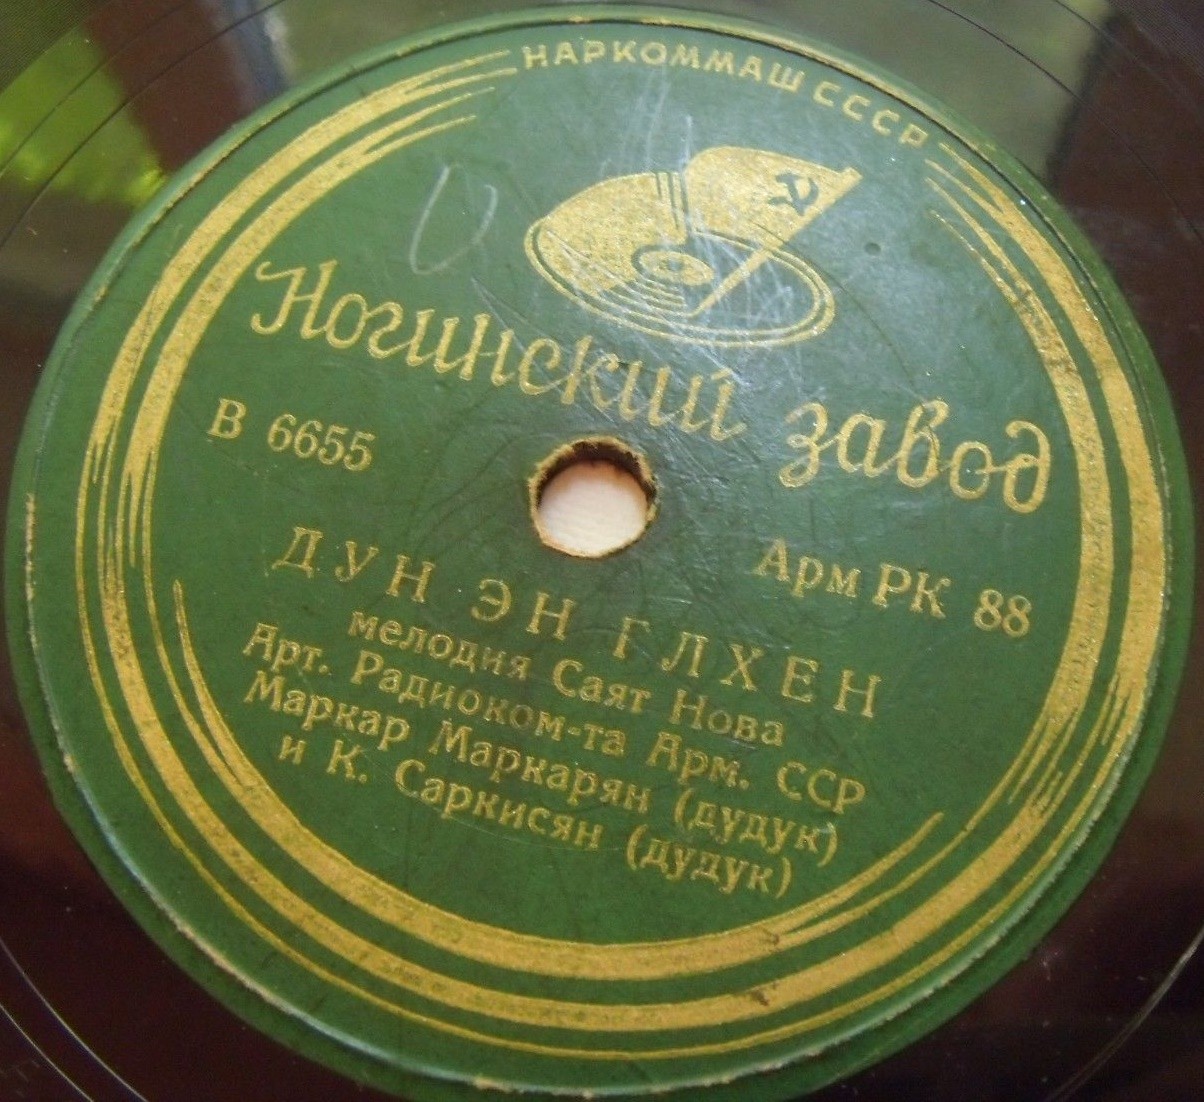 НАРКОММАШ СССР
Ногинский завод
В 6655
Арм РК 88
ДУН ЭН ГЛХЕН
мелодия Саят Нова
Арт. Радиоком-та Арм. ССР
Маркар Маркарян (дудук)
и К. Саркисян (дудук)